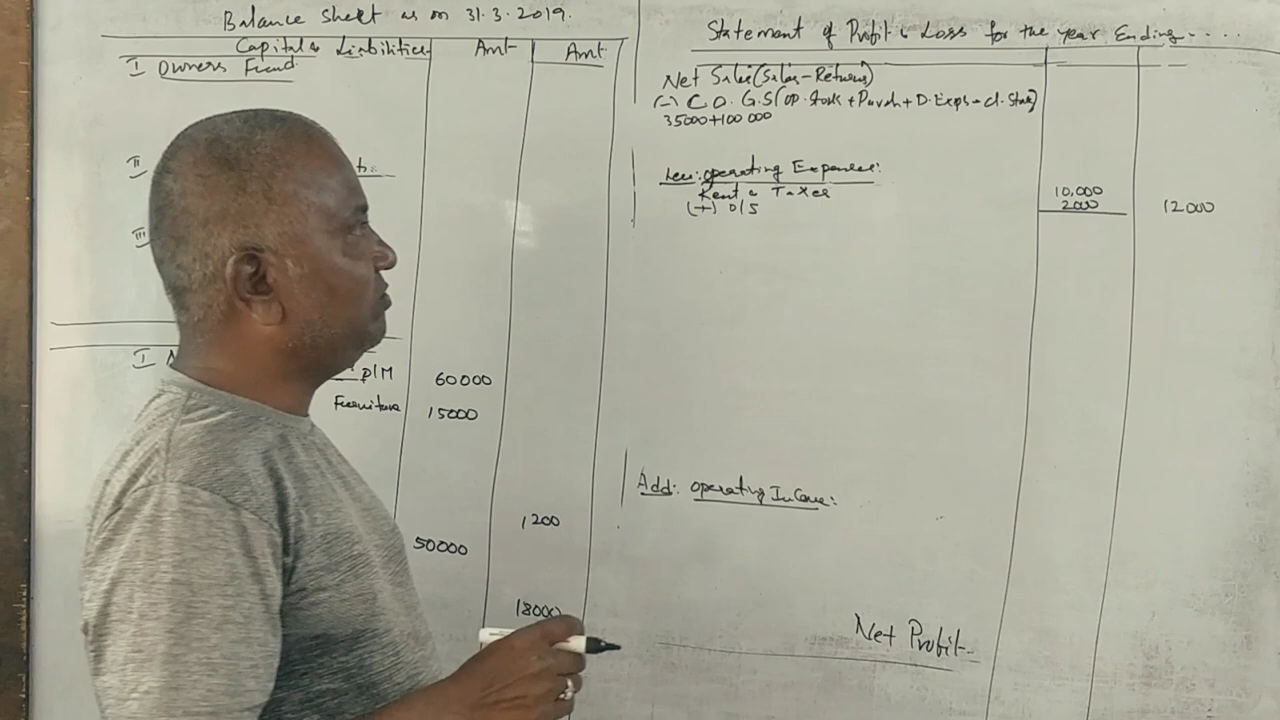 Balance Sheet as on 31.3.2019.
Capital & Liabilities Amt Amt
I Owners Fund
II
III
I
P/M 60000
Furniture 15000
1200
50000
18000
Statement of Profit & Loss for the year Ending....
Net Sales (Sales-Returns)
(-) C.O.G.S (OP. Stock + Purch + D. Exps - Cl. Stock)
35000+100 000
Less: operating Expenses:
Rent & Taxes 10,000
(+) O/S 2000 12000
Add: operating Income:
Net Profit